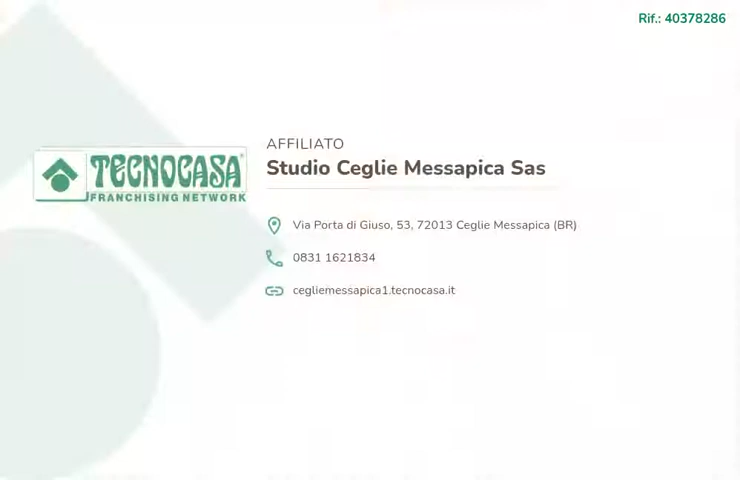 Rif.: 40378286
TECNOCASA®
FRANCHISING NETWORK
AFFILIATO
Studio Ceglie Messapica Sas
Via Porta di Giuso, 53, 72013 Ceglie Messapica (BR)
0831 1621834
cegliemessapica1.tecnocasa.it